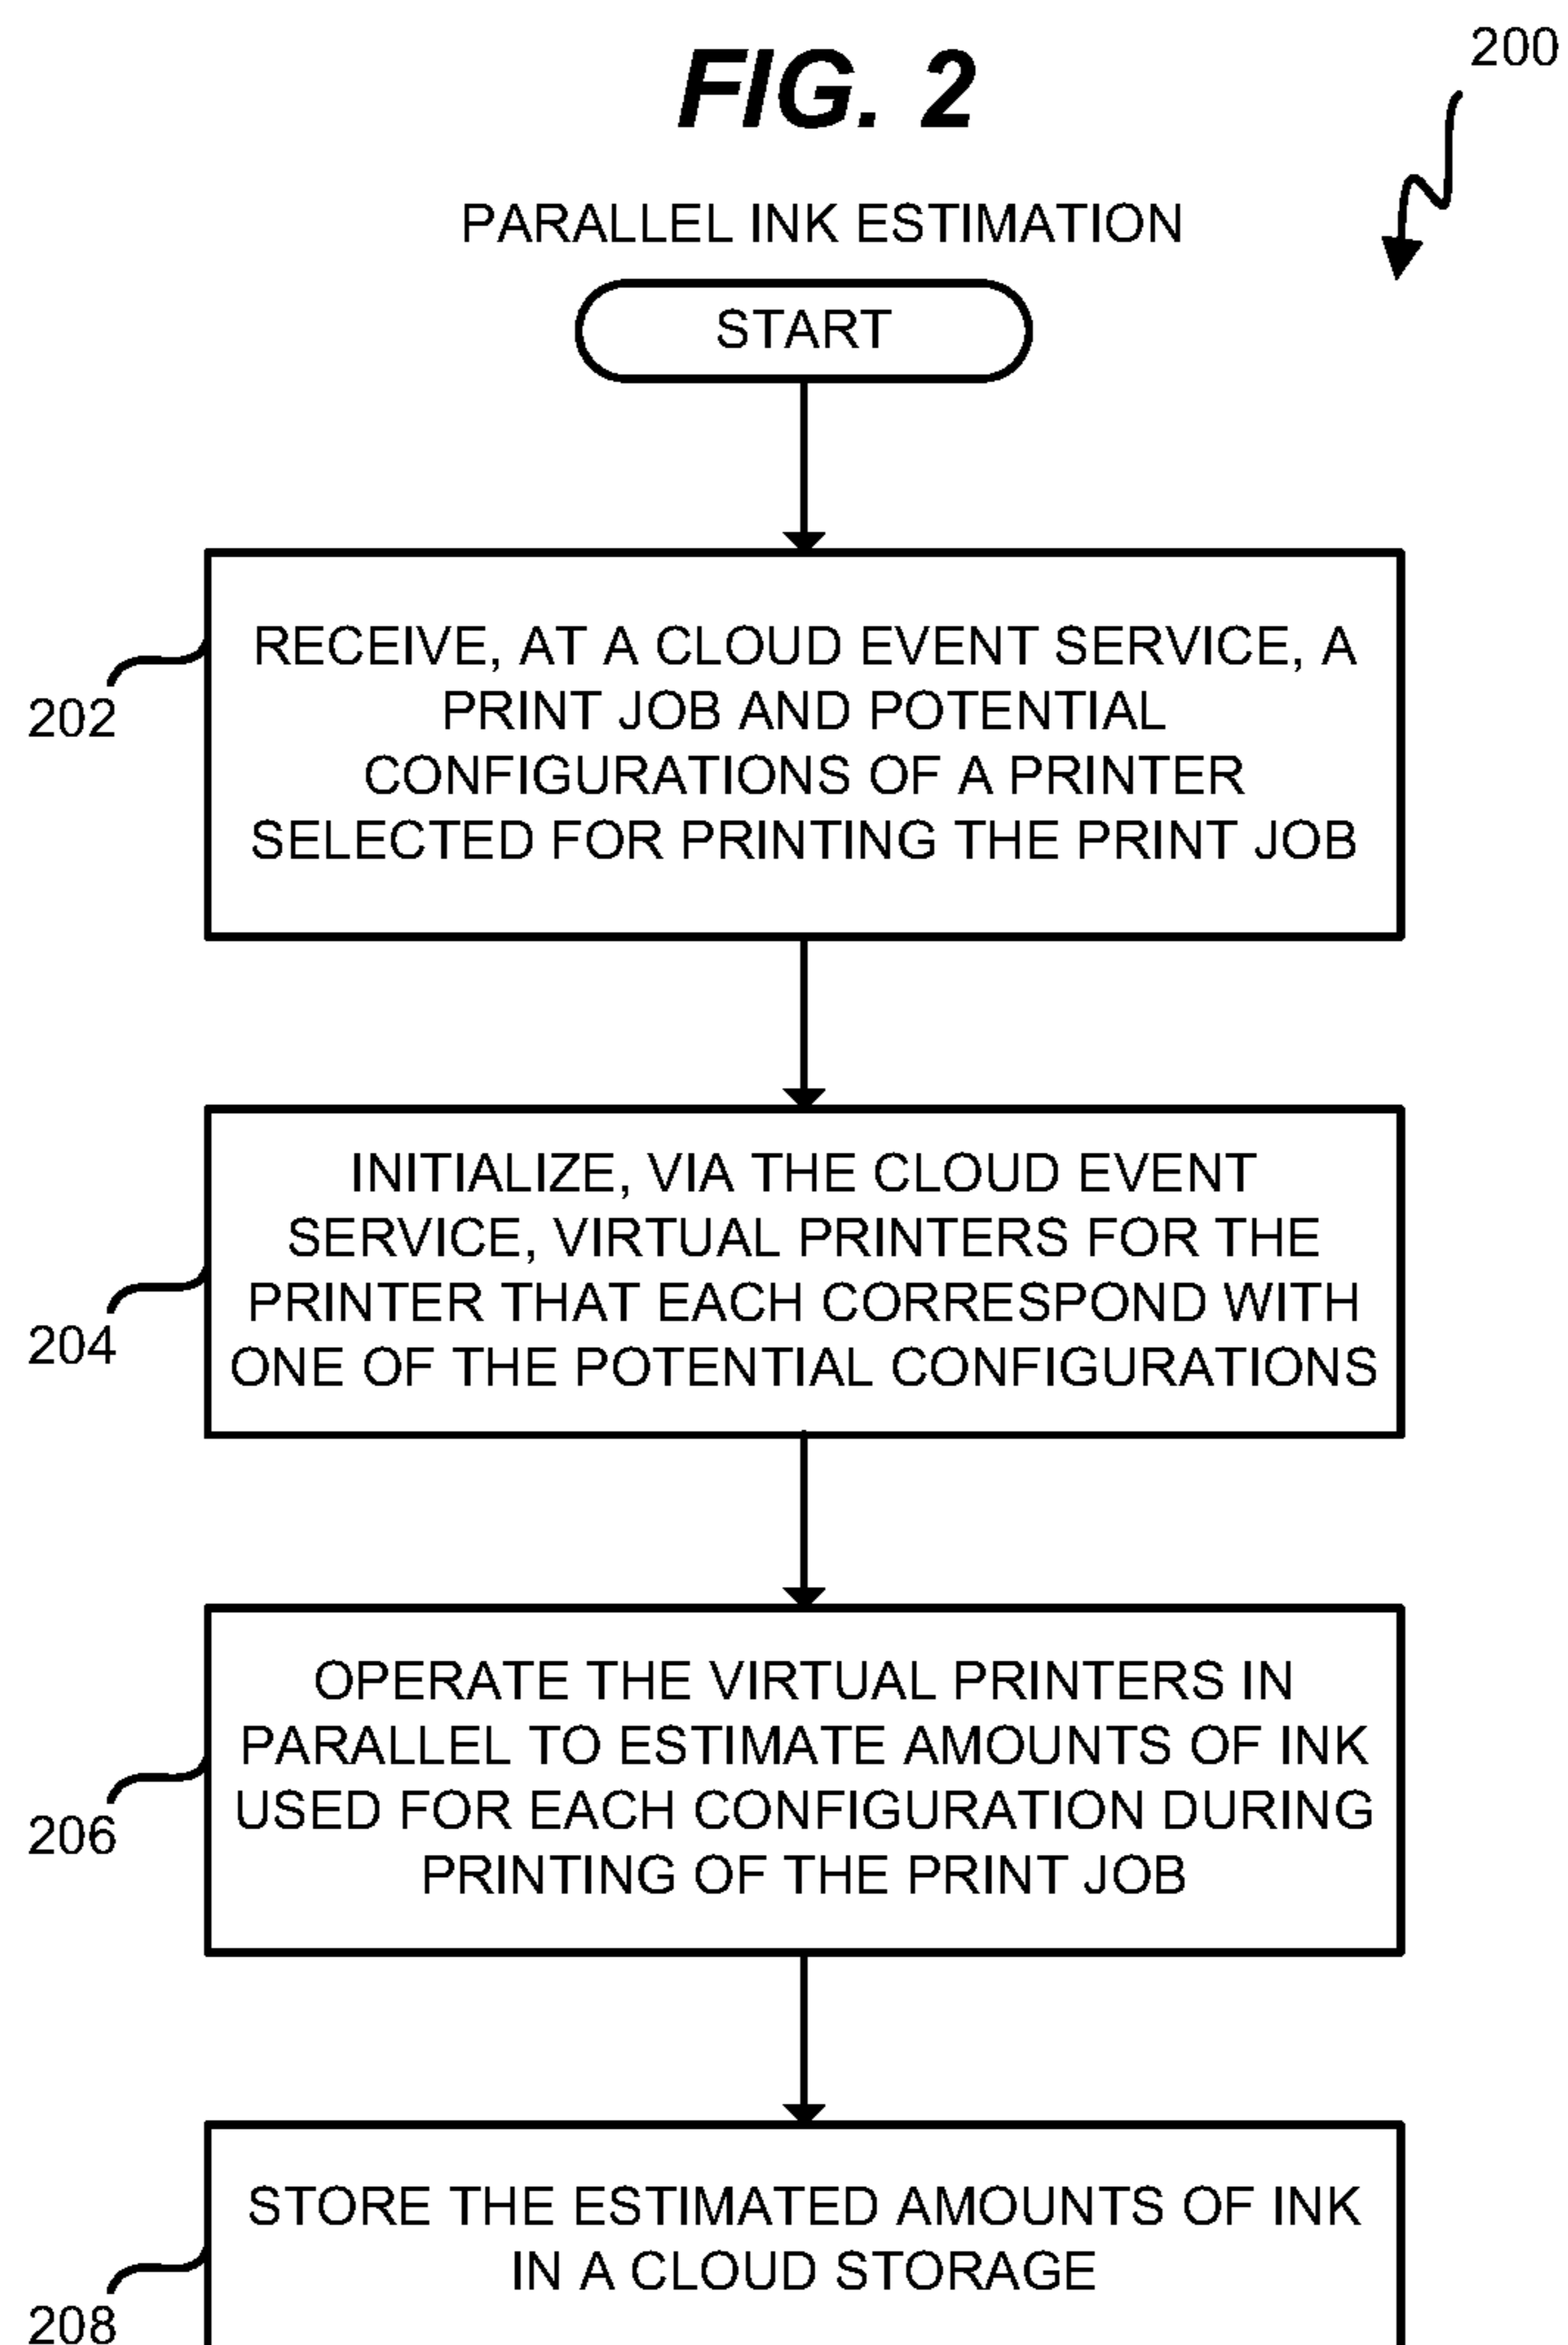 FIG. 2
200
PARALLEL INK ESTIMATION
START
RECEIVE, AT A CLOUD EVENT SERVICE, A
PRINT JOB AND POTENTIAL
CONFIGURATIONS OF A PRINTER
SELECTED FOR PRINTING THE PRINT JOB
202
INITIALIZE, VIA THE CLOUD EVENT
SERVICE, VIRTUAL PRINTERS FOR THE
PRINTER THAT EACH CORRESPOND WITH
ONE OF THE POTENTIAL CONFIGURATIONS
204
OPERATE THE VIRTUAL PRINTERS IN
PARALLEL TO ESTIMATE AMOUNTS OF INK
USED FOR EACH CONFIGURATION DURING
PRINTING OF THE PRINT JOB
206
STORE THE ESTIMATED AMOUNTS OF INK
IN A CLOUD STORAGE
208